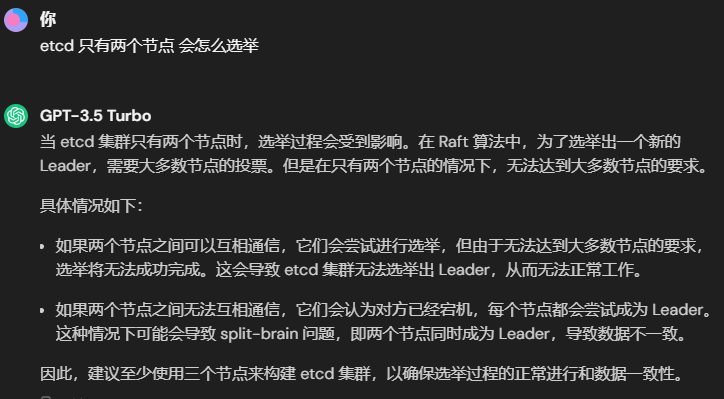 你
etcd 只有两个节点 会怎么选举
GPT-3.5 Turbo
当 etcd 集群只有两个节点时，选举过程会受到影响。在 Raft 算法中，为了选举出一个新的
Leader，需要大多数节点的投票。但是在只有两个节点的情况下，无法达到大多数节点的要求。
具体情况如下：
• 如果两个节点之间可以互相通信，它们会尝试进行选举，但由于无法达到大多数节点的要求，
选举将无法成功完成。这会导致 etcd 集群无法选举出 Leader，从而无法正常工作。
• 如果两个节点之间无法互相通信，它们会认为对方已经宕机，每个节点都会尝试成为 Leader。
这种情况下可能会导致 split-brain 问题，即两个节点同时成为 Leader，导致数据不一致。
因此，建议至少使用三个节点来构建 etcd 集群，以确保选举过程的正常进行和数据一致性。